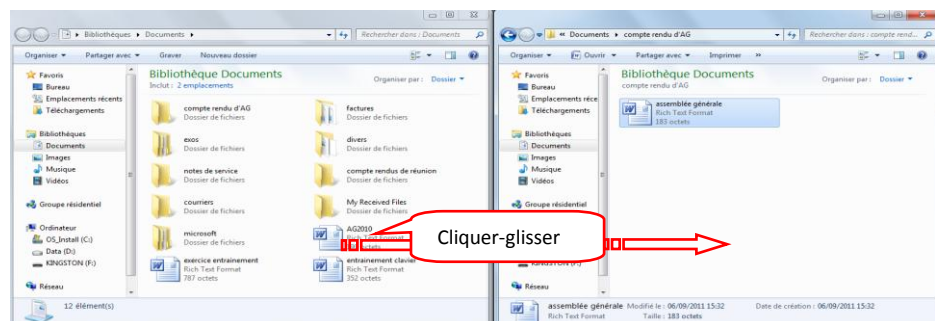 Bibliothèques ▸ Documents ▸
Rechercher dans : Documents
Organiser ▾ Partager avec ▾ Graver Nouveau dossier
Favoris
Bureau
Emplacements récents
Téléchargements
Bibliothèques
Documents
Images
Musique
Vidéos
Groupe résidentiel
Ordinateur
OS_Install (C:)
Data (D:)
KINGSTON (F:)
Réseau
Bibliothèque Documents
Inclut : 2 emplacements
Organiser par : Dossier ▾
compte rendu d'AG
Dossier de fichiers
factures
Dossier de fichiers
exos
Dossier de fichiers
divers
Dossier de fichiers
notes de service
Dossier de fichiers
compte rendus de réunion
Dossier de fichiers
courriers
Dossier de fichiers
My Received Files
Dossier de fichiers
microsoft
Dossier de fichiers
AG2010
Rich Text Format
octets
exercice entrainement
Rich Text Format
787 octets
entrainement clavier
Rich Text Format
352 octets
12 élément(s)
Cliquer-glisser
« Documents ▸ compte rendu d'AG
Rechercher dans : compte rend...
Organiser ▾ Ouvrir ▾ Partager avec ▾ Imprimer »
Favoris
Bureau
Emplacements réce
Téléchargements
Bibliothèques
Documents
Images
Musique
Vidéos
Groupe résidentiel
KINGSTON (F:)
Réseau
Bibliothèque Documents
compte rendu d'AG
Organiser par : Dossier ▾
assemblée générale
Rich Text Format
183 octets
assemblée générale Modifié le : 06/09/2011 15:32 Date de création : 06/09/2011 15:32
Rich Text Format Taille : 183 octets